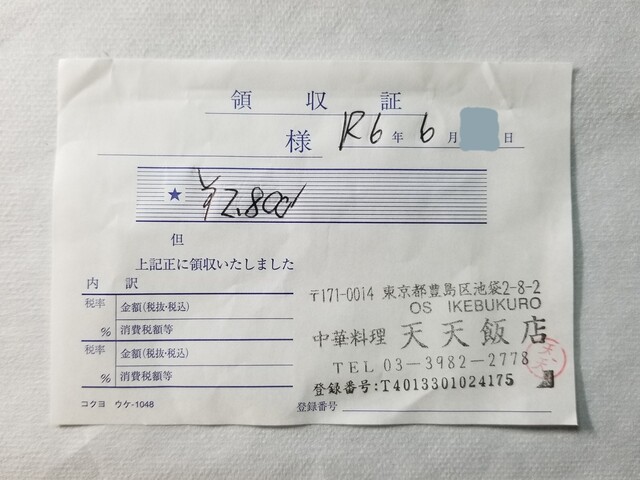 領収証
様 R6年 6月 日
★ ¥2,800
但
上記正に領収いたしました
内訳
税率 金額(税抜・税込)
% 消費税額等
税率 金額(税抜・税込)
% 消費税額等
コクヨ ウケ-1048
〒171-0014 東京都豊島区池袋2-8-2
OS IKEBUKURO
中華料理 天天飯店
TEL 03-3982-2778
登録番号:T4013301024175
登録番号